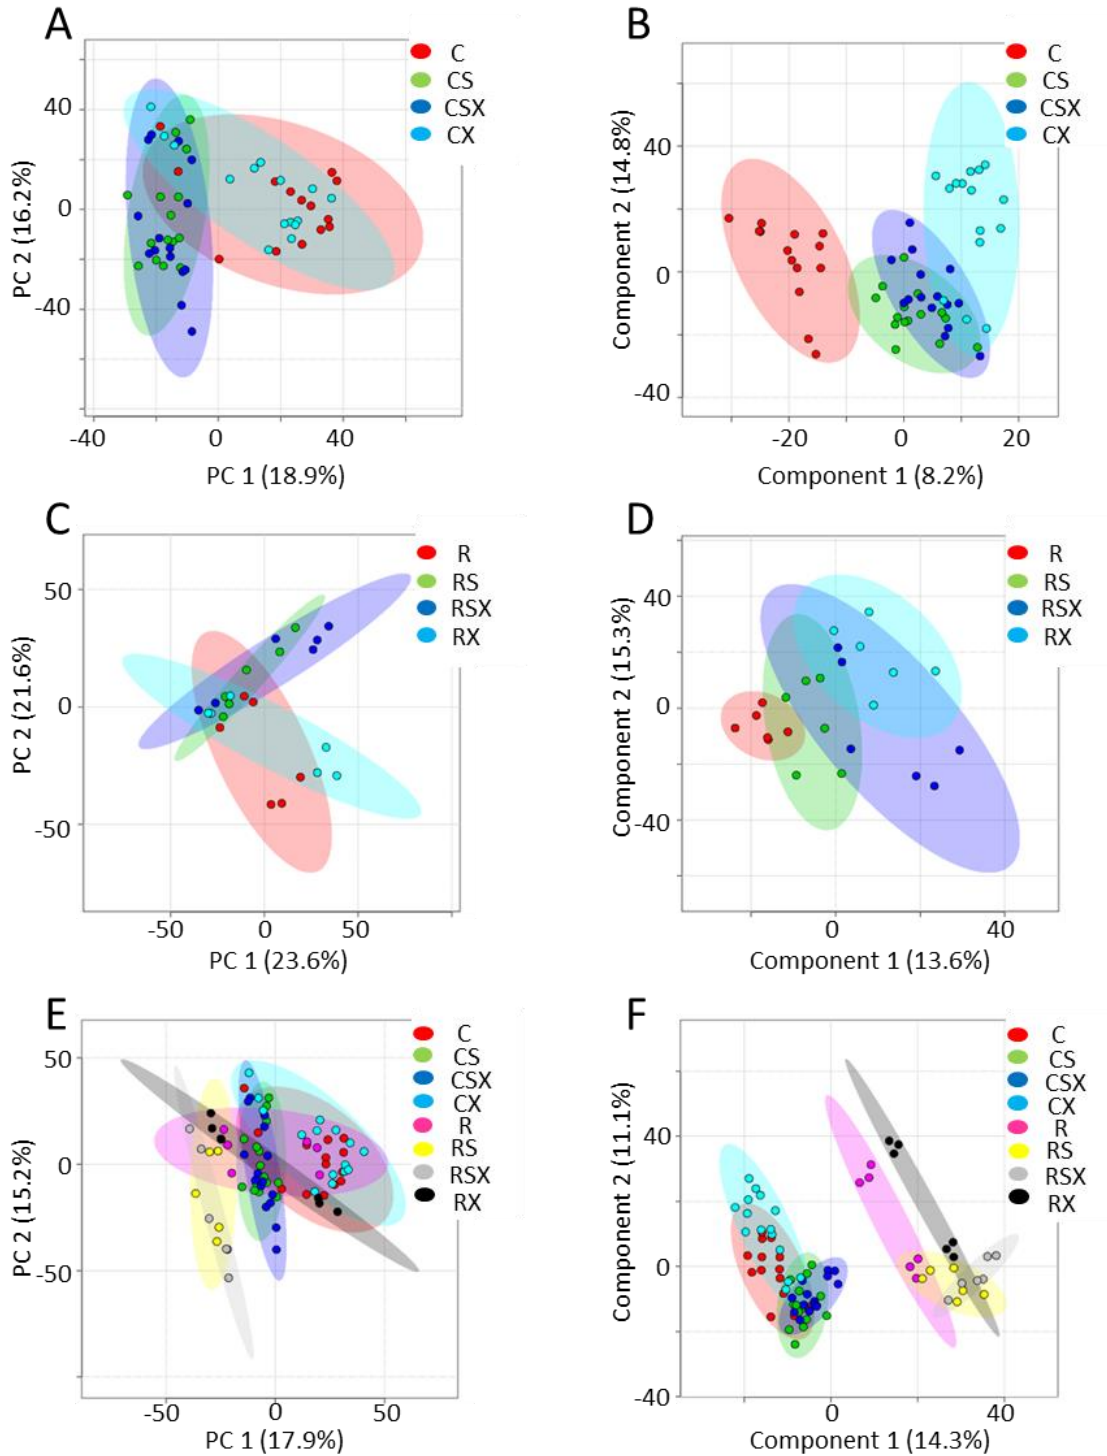 A
C
CS
CSX
CX
PC 2 (16.2%)
40
0
-40
-40
0
40
PC 1 (18.9%)
B
C
CS
CSX
CX
Component 2 (14.8%)
40
0
-40
-20
0
20
Component 1 (8.2%)
C
R
RS
RSX
RX
PC 2 (21.6%)
50
0
-50
-50
0
50
PC 1 (23.6%)
D
R
RS
RSX
RX
Component 2 (15.3%)
40
0
-40
0
40
Component 1 (13.6%)
E
C
CS
CSX
CX
R
RS
RSX
RX
PC 2 (15.2%)
50
0
-50
-50
0
50
PC 1 (17.9%)
F
C
CS
CSX
CX
R
RS
RSX
RX
Component 2 (11.1%)
40
0
-40
0
40
Component 1 (14.3%)